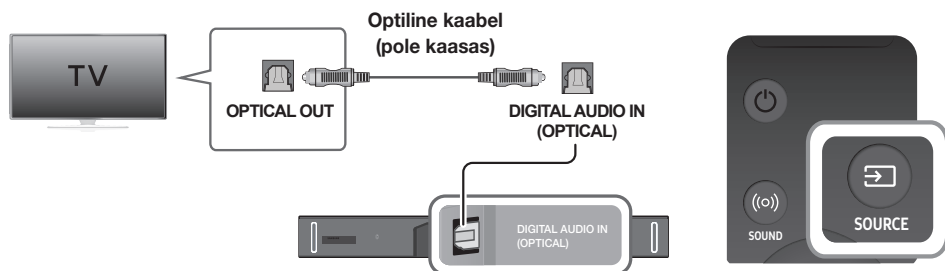 Optiline kaabel
(pole kaasas)
TV
OPTICAL OUT
DIGITAL AUDIO IN
(OPTICAL)
DIGITAL AUDIO IN
(OPTICAL)
SOUND
SOURCE